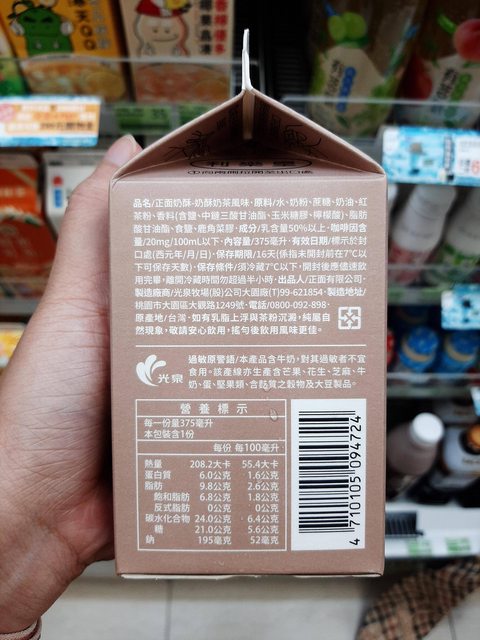 品名/正面奶酥-奶酥奶茶風味‧原料/水、奶粉、蔗糖、奶油、紅
茶粉、香料(含糖、中鏈三酸甘油酯、玉米糖膠、檸檬酸)、脂肪
酸甘油酯、食鹽、鹿角菜膠‧成分/乳含量50%以上‧咖啡因含
量/20mg/100mL以下‧內容量/375毫升‧有效日期/標示於封
口處(西元年/月/日)‧保存期限/16天(係指未開封前在7℃以
下可保存天數)‧保存條件/須冷藏7℃以下,開封後應儘速飲
用完畢,離開冷藏時間勿超過半小時‧出品人/正面有限公司‧
製造廠商/光泉牧場(股)公司大園廠(T)99-621854‧製造地址/
桃園市大園區大觀路1249號‧電話/0800-092-898‧
原產地/台灣‧如有乳脂上浮與茶粉沉澱,純屬自
然現象,敬請安心飲用,搖勻後飲用風味更佳。
光泉
過敏原警語/本產品含牛奶,對其過敏者不宜
食用。該產線亦生產含芒果、花生、芝麻、牛
奶、蛋、堅果類、含麩質之穀物及大豆製品。
營養標示
每一份量375毫升
本包裝含1份
每份 每100毫升
熱量 208.2大卡 55.4大卡
蛋白質 6.0公克 1.6公克
脂肪 9.8公克 2.6公克
飽和脂肪 6.8公克 1.8公克
反式脂肪 0公克 0公克
碳水化合物 24.0公克 6.4公克
糖 21.0公克 5.6公克
鈉 195毫克 52毫克
4 710105 094724